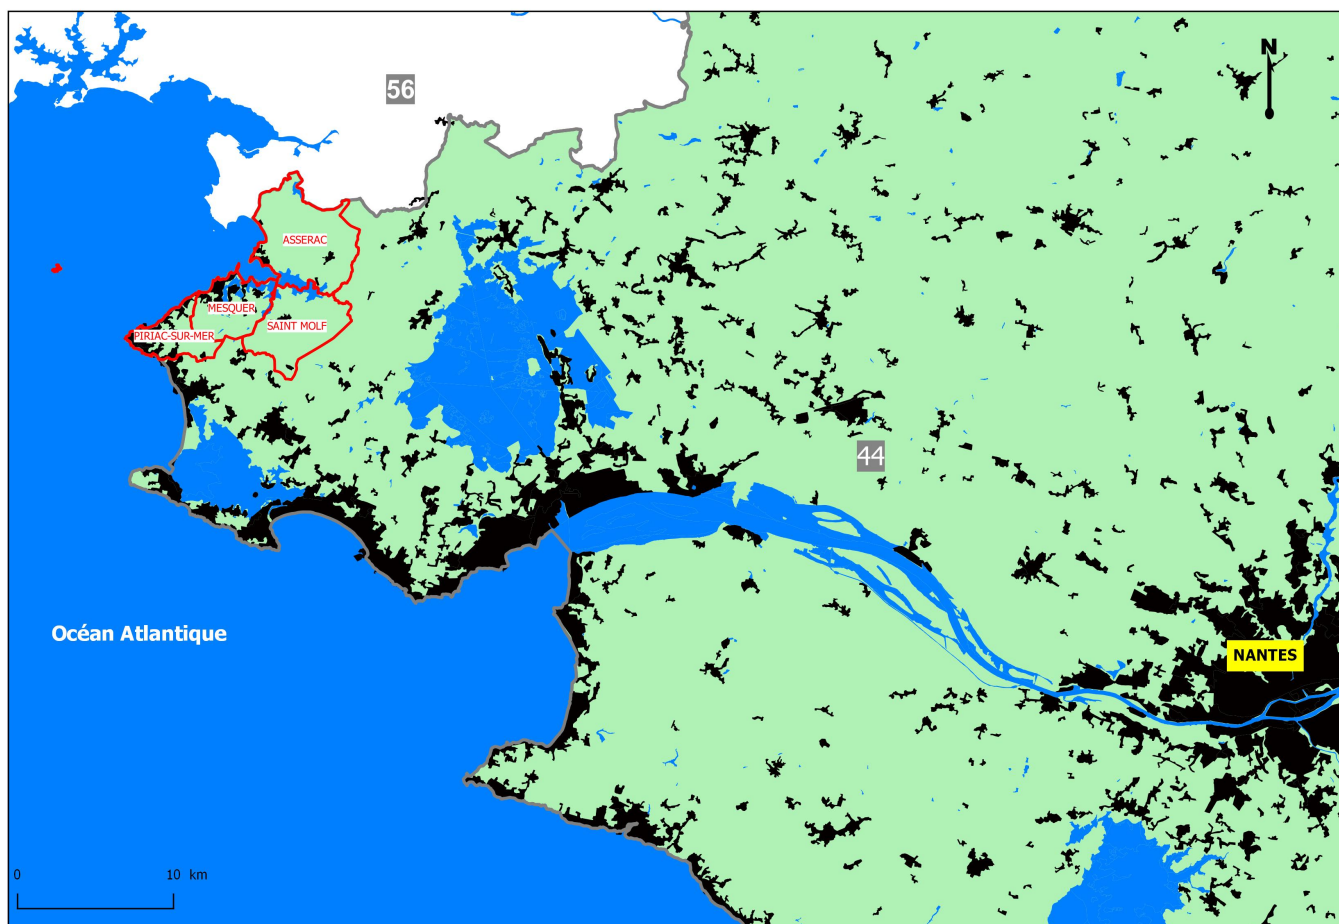 N
56
ASSERAC
MESQUER
SAINT MOLF
PIRIAC-SUR-MER
44
Océan Atlantique
NANTES
0 10 km